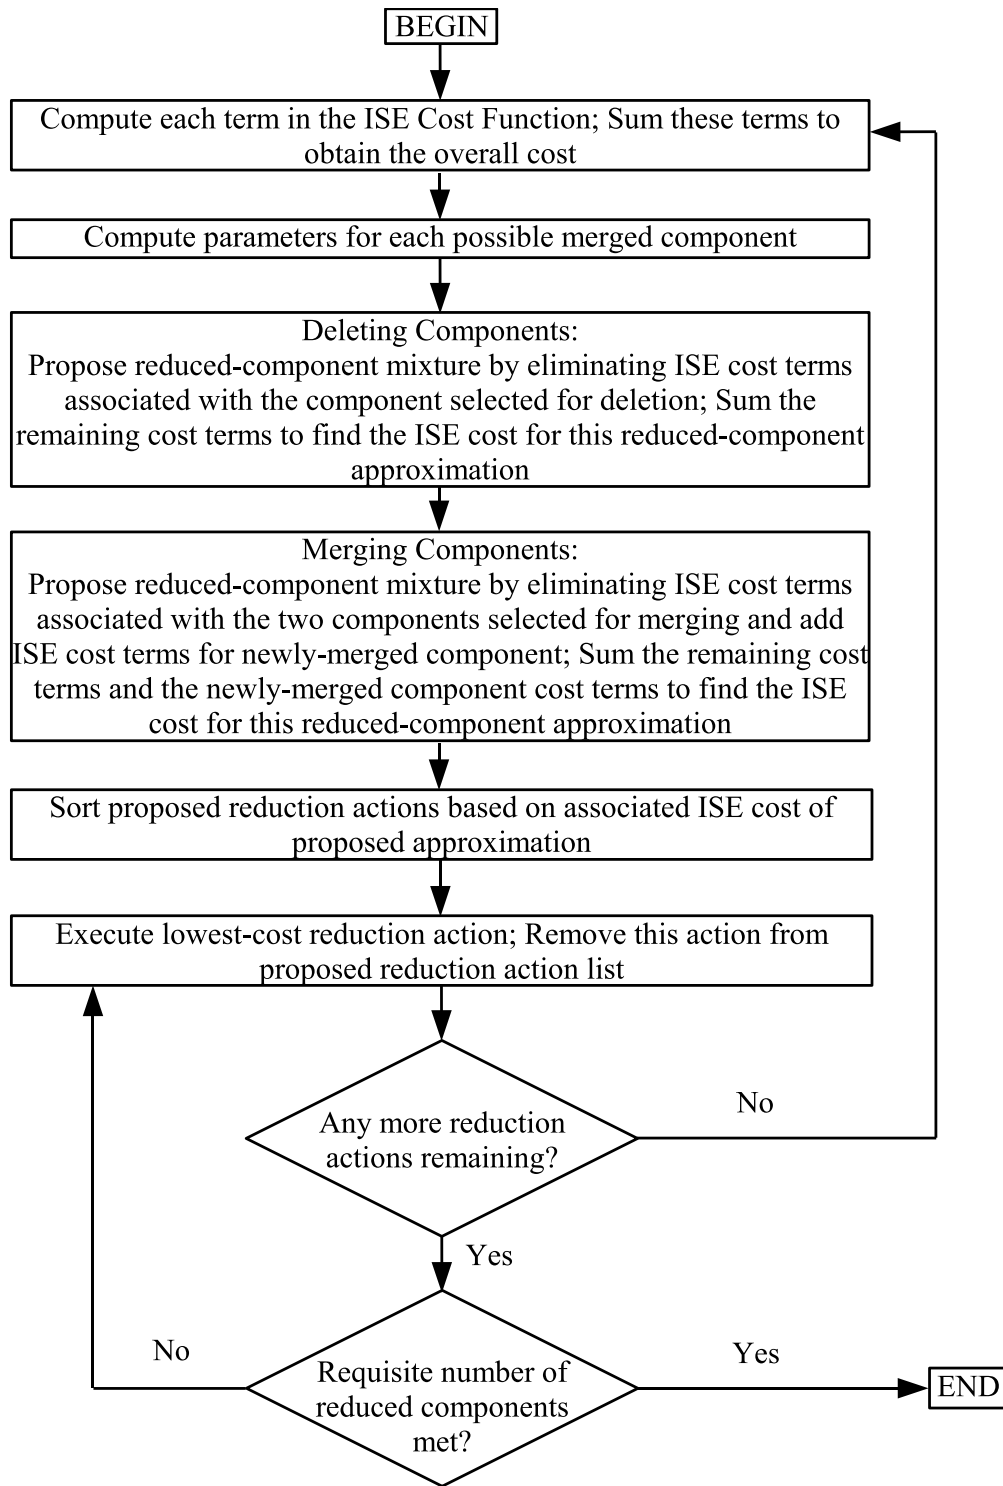 BEGIN
Compute each term in the ISE Cost Function; Sum these terms to
obtain the overall cost
Compute parameters for each possible merged component
Deleting Components:
Propose reduced-component mixture by eliminating ISE cost terms
associated with the component selected for deletion; Sum the
remaining cost terms to find the ISE cost for this reduced-component
approximation
Merging Components:
Propose reduced-component mixture by eliminating ISE cost terms
associated with the two components selected for merging and add
ISE cost terms for newly-merged component; Sum the remaining cost
terms and the newly-merged component cost terms to find the ISE
cost for this reduced-component approximation
Sort proposed reduction actions based on associated ISE cost of
proposed approximation
Execute lowest-cost reduction action; Remove this action from
proposed reduction action list
Any more reduction
actions remaining?
No
Yes
Requisite number of
reduced components
met?
No
Yes
END